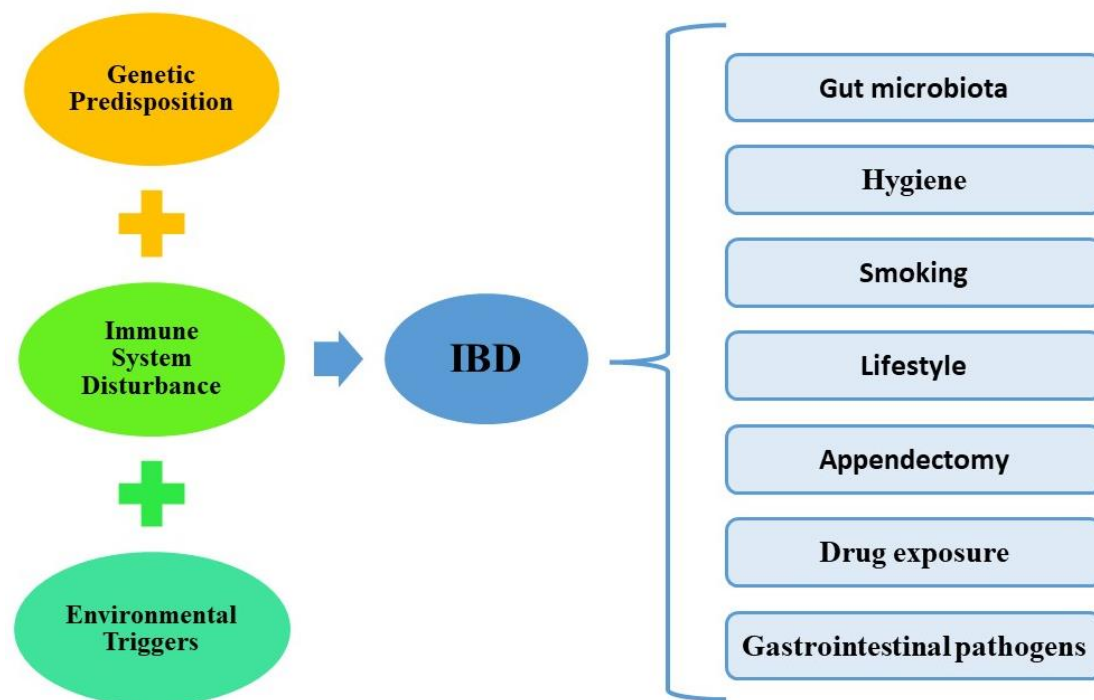 Genetic
Predisposition
Immune
System
Disturbance
Environmental
Triggers
IBD
Gut microbiota
Hygiene
Smoking
Lifestyle
Appendectomy
Drug exposure
Gastrointestinal pathogens